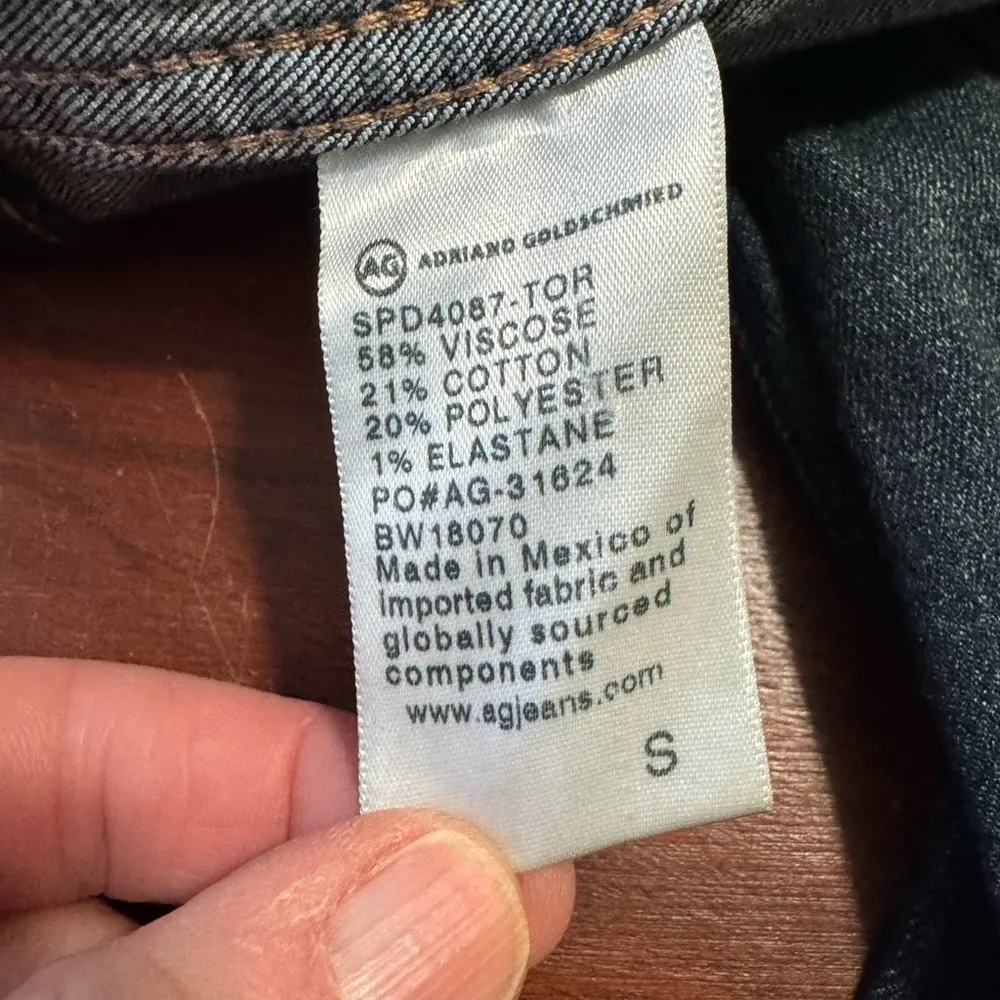 AG ADRIANO GOLDSCHMIED
SPD4087-TOR
58% VISCOSE
21% COTTON
20% POLYESTER
1% ELASTANE
PO#AG-31624
BW18070
Made in Mexico of
imported fabric and
globally sourced
components
www.agjeans.com
S